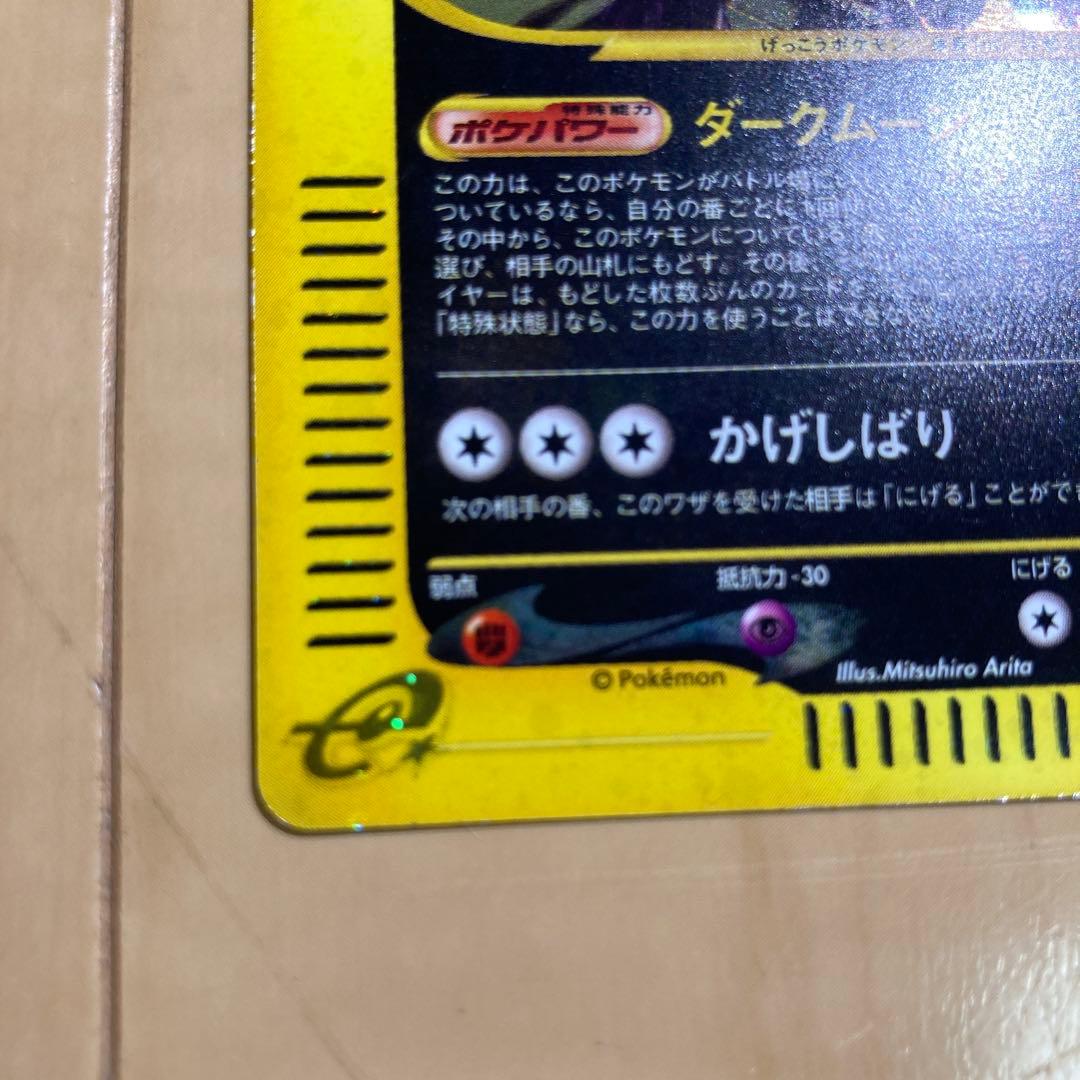 げっこうポケモン
特殊能力
ポケパワー ダークムーン
この力は、このポケモンがバトル場に
ついているなら、自分の番ごとに1回
その中から、このポケモンについている
選び、相手の山札にもどす。その後、
イヤーは、もどした枚数ぶんのカードを
「特殊状態」なら、この力を使うことはできない
かげしばり
次の相手の番、このワザを受けた相手は「にげる」ことができ
弱点 抵抗力 -30 にげる
© Pokémon Illus.Mitsuhiro Arita
e